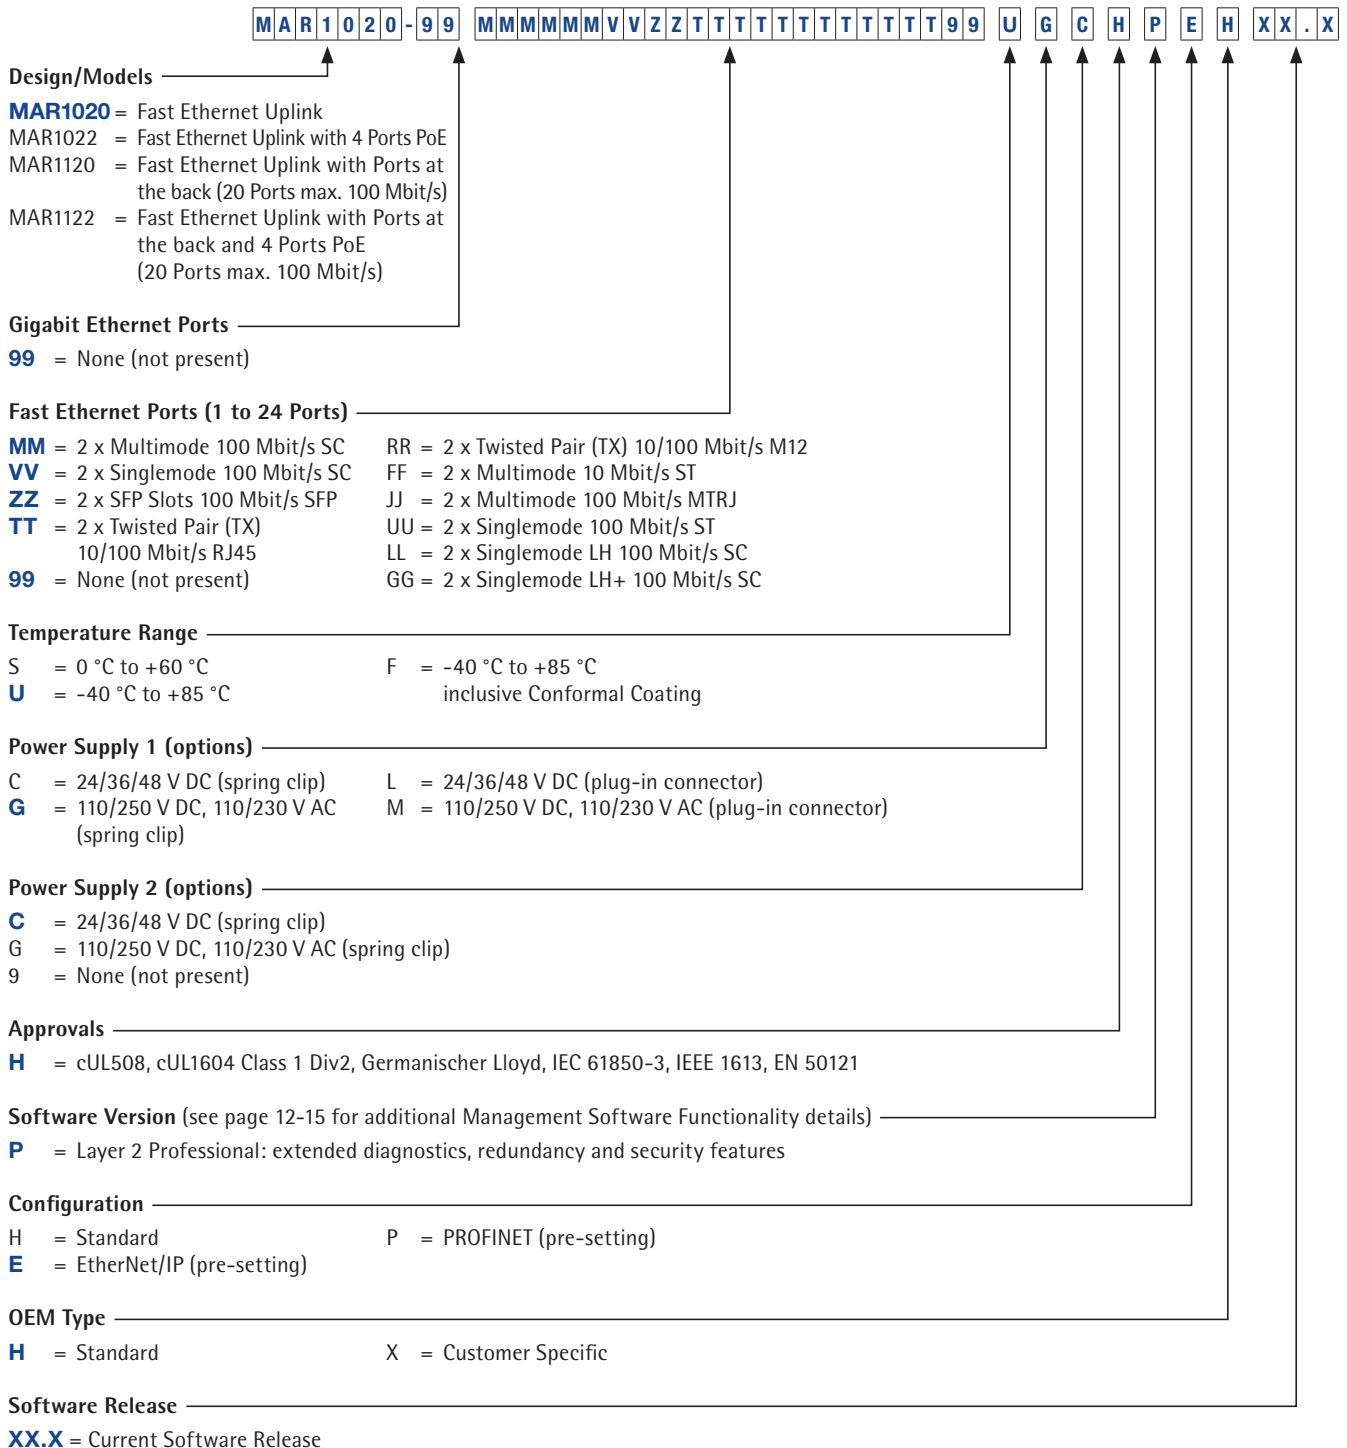 MAR1020-99 MMMMMMVVZZTTTTTTTTTTTT99 U G C H P E H XX.X
Design/Models
MAR1020 = Fast Ethernet Uplink
MAR1022 = Fast Ethernet Uplink with 4 Ports PoE
MAR1120 = Fast Ethernet Uplink with Ports at
the back (20 Ports max. 100 Mbit/s)
MAR1122 = Fast Ethernet Uplink with Ports at
the back and 4 Ports PoE
(20 Ports max. 100 Mbit/s)
Gigabit Ethernet Ports
99 = None (not present)
Fast Ethernet Ports (1 to 24 Ports)
MM = 2 x Multimode 100 Mbit/s SC RR = 2 x Twisted Pair (TX) 10/100 Mbit/s M12
VV = 2 x Singlemode 100 Mbit/s SC FF = 2 x Multimode 10 Mbit/s ST
ZZ = 2 x SFP Slots 100 Mbit/s SFP JJ = 2 x Multimode 100 Mbit/s MTRJ
TT = 2 x Twisted Pair (TX) UU = 2 x Singlemode 100 Mbit/s ST
10/100 Mbit/s RJ45 LL = 2 x Singlemode LH 100 Mbit/s SC
99 = None (not present) GG = 2 x Singlemode LH+ 100 Mbit/s SC
Temperature Range
S = 0 °C to +60 °C F = -40 °C to +85 °C
U = -40 °C to +85 °C inclusive Conformal Coating
Power Supply 1 (options)
C = 24/36/48 V DC (spring clip) L = 24/36/48 V DC (plug-in connector)
G = 110/250 V DC, 110/230 V AC M = 110/250 V DC, 110/230 V AC (plug-in connector)
(spring clip)
Power Supply 2 (options)
C = 24/36/48 V DC (spring clip)
G = 110/250 V DC, 110/230 V AC (spring clip)
9 = None (not present)
Approvals
H = cUL508, cUL1604 Class 1 Div2, Germanischer Lloyd, IEC 61850-3, IEEE 1613, EN 50121
Software Version (see page 12-15 for additional Management Software Functionality details)
P = Layer 2 Professional: extended diagnostics, redundancy and security features
Configuration
H = Standard P = PROFINET (pre-setting)
E = EtherNet/IP (pre-setting)
OEM Type
H = Standard X = Customer Specific
Software Release
XX.X = Current Software Release